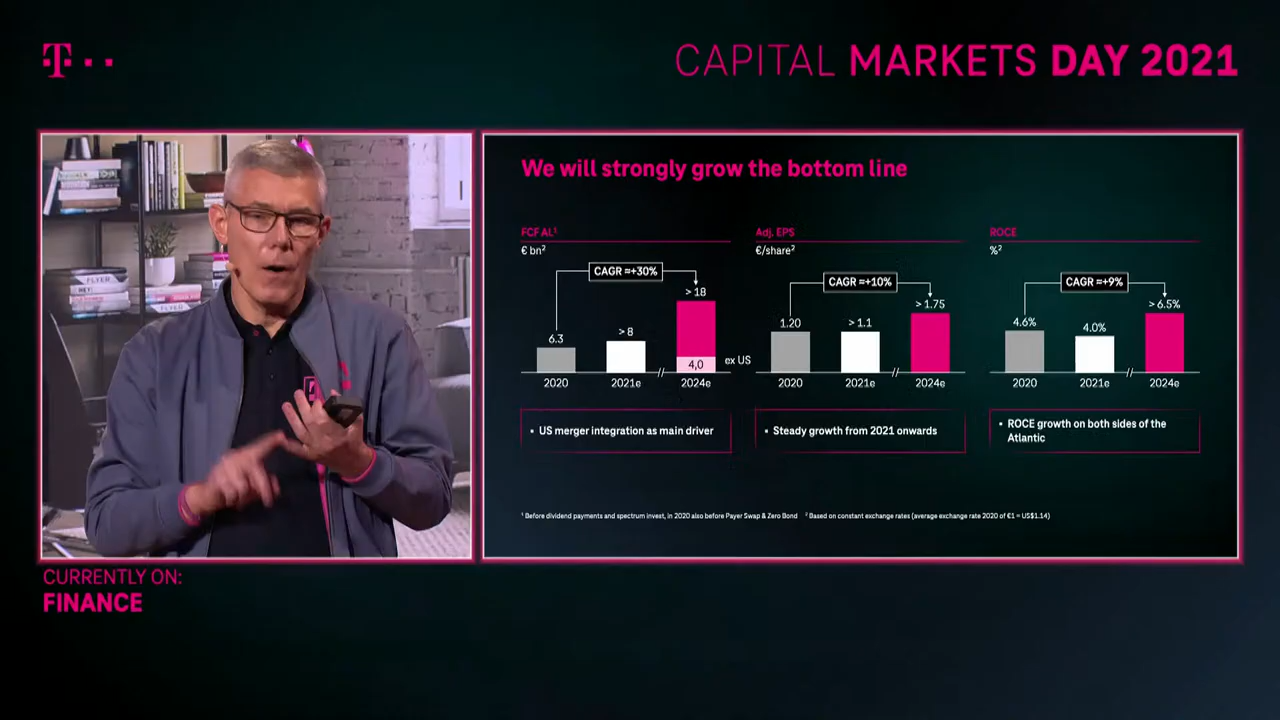 T
CAPITAL MARKETS DAY 2021
FLYER
HEY!
FLYER
We will strongly grow the bottom line
FCF AL¹
€ bn²
CAGR ≈+30%
6.3
> 8
> 18
4,0
ex US
2020
2021e
2024e
US merger integration as main driver
Adj. EPS
€/share²
CAGR ≈+10%
1.20
> 1.1
> 1.75
2020
2021e
2024e
Steady growth from 2021 onwards
ROCE
%²
CAGR ≈+9%
4.6%
4.0%
> 6.5%
2020
2021e
2024e
ROCE growth on both sides of the
Atlantic
¹ Before dividend payments and spectrum invest, in 2020 also before Payer Swap & Zero Bond
² Based on constant exchange rates (average exchange rate 2020 of €1 = US$1.14)
CURRENTLY ON:
FINANCE